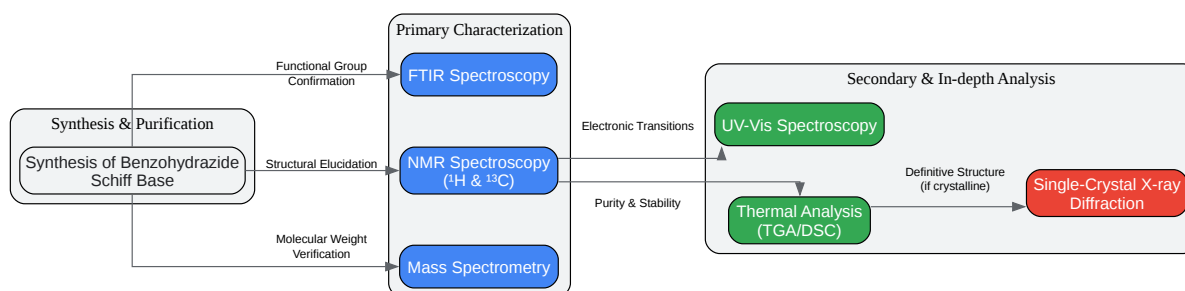 Primary Characterization
Functional Group
Confirmation
FTIR Spectroscopy
Secondary & In-depth Analysis
Synthesis & Purification
Electronic Transitions
UV-Vis Spectroscopy
Synthesis of Benzohydrazide
Schiff Base
Structural Elucidation
NMR Spectroscopy
(¹H & ¹³C)
Definitive Structure
(if crystalline)
Single-Crystal X-ray
Diffraction
Purity & Stability
Thermal Analysis
(TGA/DSC)
Molecular Weight
Verification
Mass Spectrometry